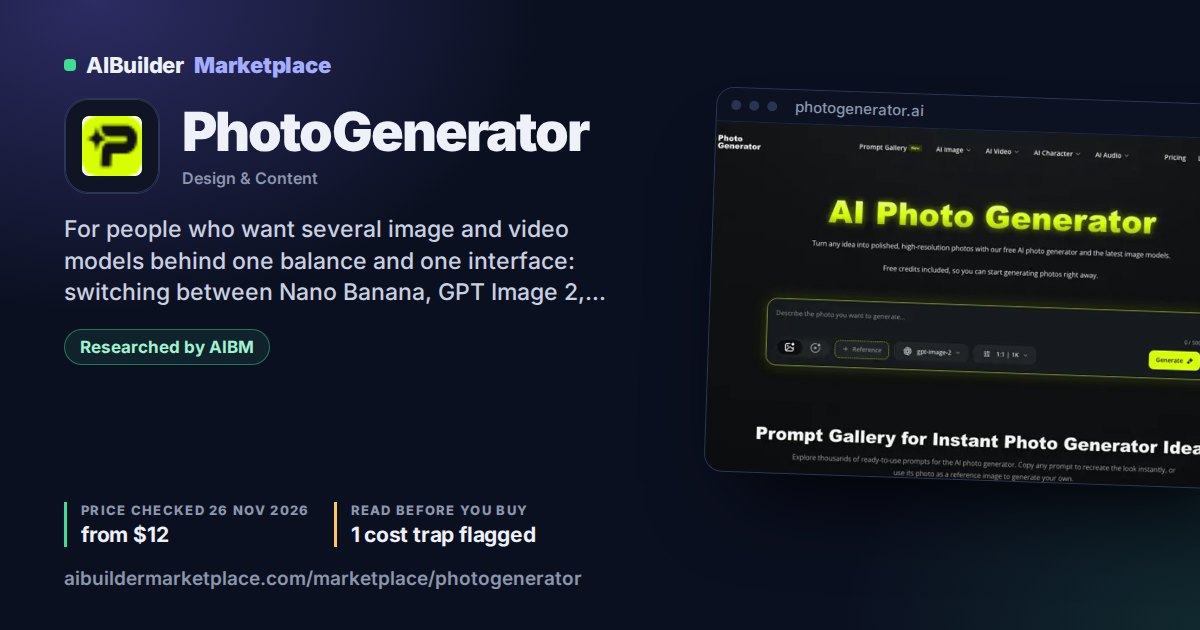 AIBuilder Marketplace
PhotoGenerator
Design & Content
For people who want several image and video
models behind one balance and one interface:
switching between Nano Banana, GPT Image 2,...
Researched by AIBM
PRICE CHECKED 26 NOV 2026
from $12
READ BEFORE YOU BUY
1 cost trap flagged
aibuildermarketplace.com/marketplace/photogenerator
photogenerator.ai
Photo
Generator
Prompt Gallery New AI Image AI Video AI Character AI Audio Pricing
AI Photo Generator
Turn any idea into polished, high-resolution photos with our free AI photo generator and the latest image models.
Free credits included, so you can start generating photos right away.
Describe the photo you want to generate...
Reference gpt-image-2 1:1 | 1K
Generate
Prompt Gallery for Instant Photo Generator Idea
Explore thousands of ready-to-use prompts for the AI photo generator. Copy any prompt to recreate the look instantly, or
use its photo as a reference image to generate your own.